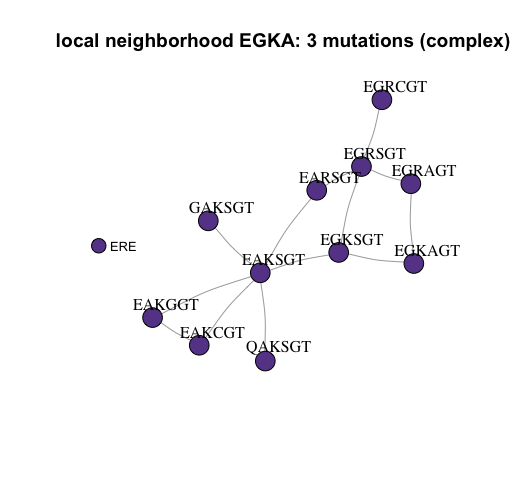 local neighborhood EGKA: 3 mutations (complex)
EGRCGT
EGRSGT
EARSGT
EGRAGT
GAKSGT
EGKSGT
ERE
EGKAGT
EAKSGT
EAKGGT
EAKCGT
QAKSGT